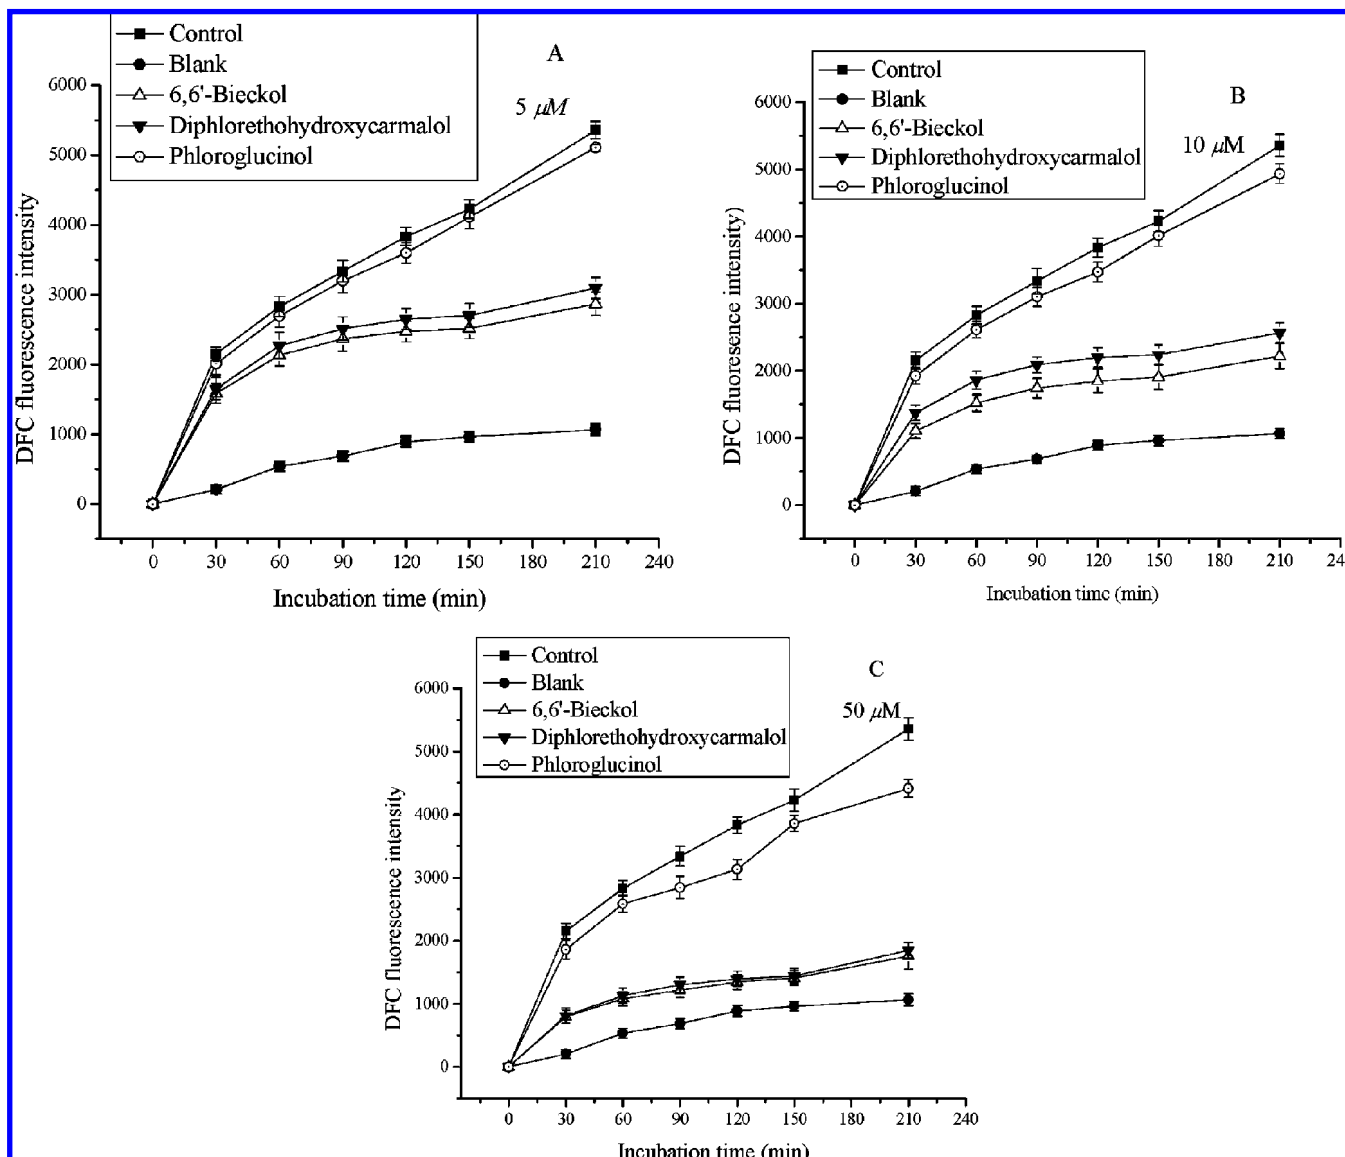 Control
Blank
6,6'-Bieckol
Diphlorethohydroxycarmalol
Phloroglucinol
A
5 μM
DFC fluorescence intensity
6000
5000
4000
3000
2000
1000
0
0 30 60 90 120 150 180 210 240
Incubation time (min)
Control
Blank
6,6'-Bieckol
Diphlorethohydroxycarmalol
Phloroglucinol
B
10 μM
DFC fluorescence intensity)
6000
5000
4000
3000
2000
1000
0
0 30 60 90 120 150 180 210 24
Incubation time (min)
Control
Blank
6,6'-Bieckol
Diphlorethohydroxycarmalol
Phloroglucinol
C
50 μM
DFC fluorescence intensity
6000
5000
4000
3000
2000
1000
0
0 30 60 90 120 150 180 210 240
Incubation time (min)